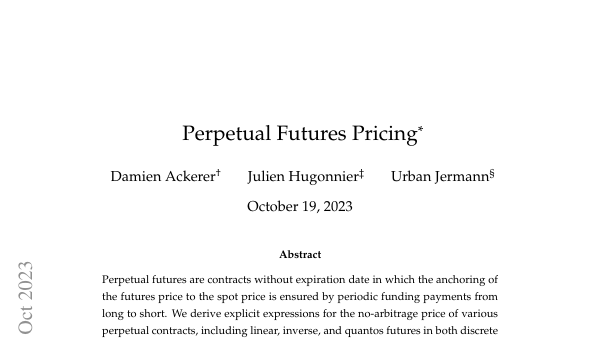 Perpetual Futures Pricing*
Damien Ackerer† Julien Hugonnier‡ Urban Jermann§
October 19, 2023
Abstract
Perpetual futures are contracts without expiration date in which the anchoring of
the futures price to the spot price is ensured by periodic funding payments from
long to short. We derive explicit expressions for the no-arbitrage price of various
perpetual contracts, including linear, inverse, and quantos futures in both discrete
Oct 2023